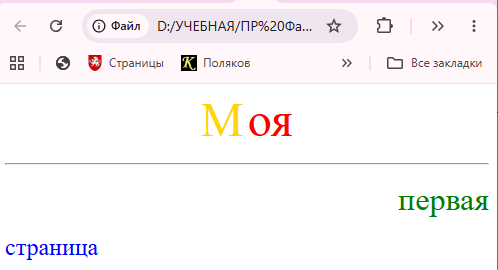 Файл D:/УЧЕБНАЯ/ПР%20Фа...
Страницы Поляков Все закладки
Моя
первая
страница